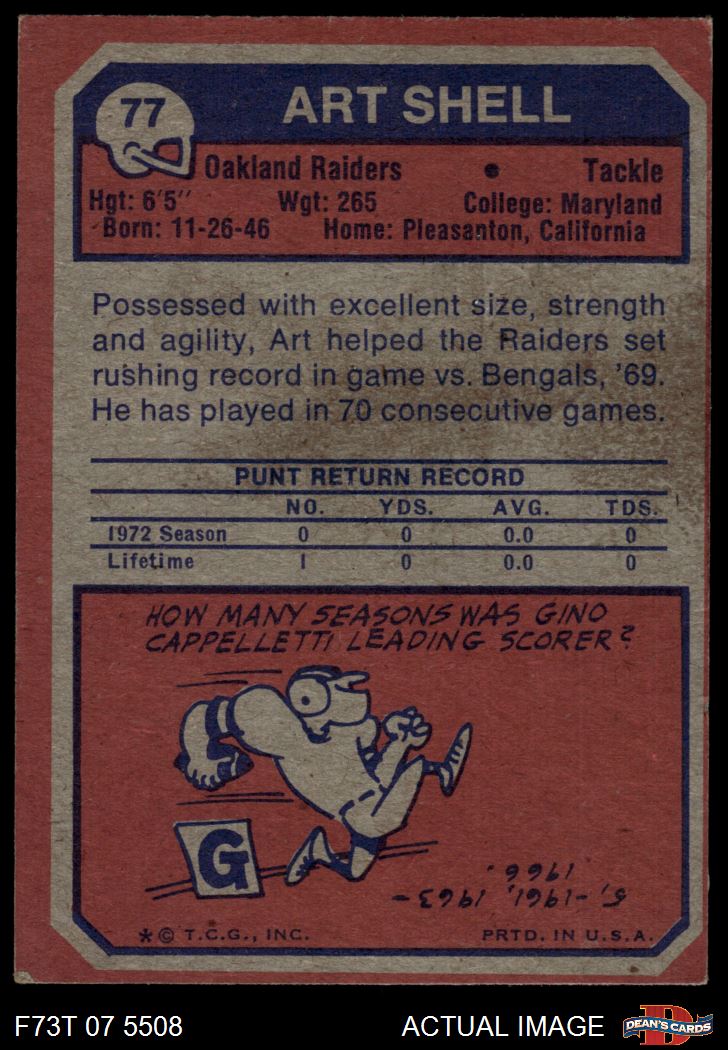 77
ART SHELL
Oakland Raiders • Tackle
Hgt: 6'5'' Wgt: 265 College: Maryland
Born: 11-26-46 Home: Pleasanton, California
Possessed with excellent size, strength
and agility, Art helped the Raiders set
rushing record in game vs. Bengals, '69.
He has played in 70 consecutive games.
PUNT RETURN RECORD
NO. YDS. AVG. TDS.
1972 Season 0 0 0.0 0
Lifetime 1 0 0.0 0
HOW MANY SEASONS WAS GINO
CAPPELLETTI LEADING SCORER?
G
5,-1961, 1963-
1966.
* © T.C.G., INC. PRTD. IN U.S.A.
F73T 07 5508 ACTUAL IMAGE D DEAN'S CARDS